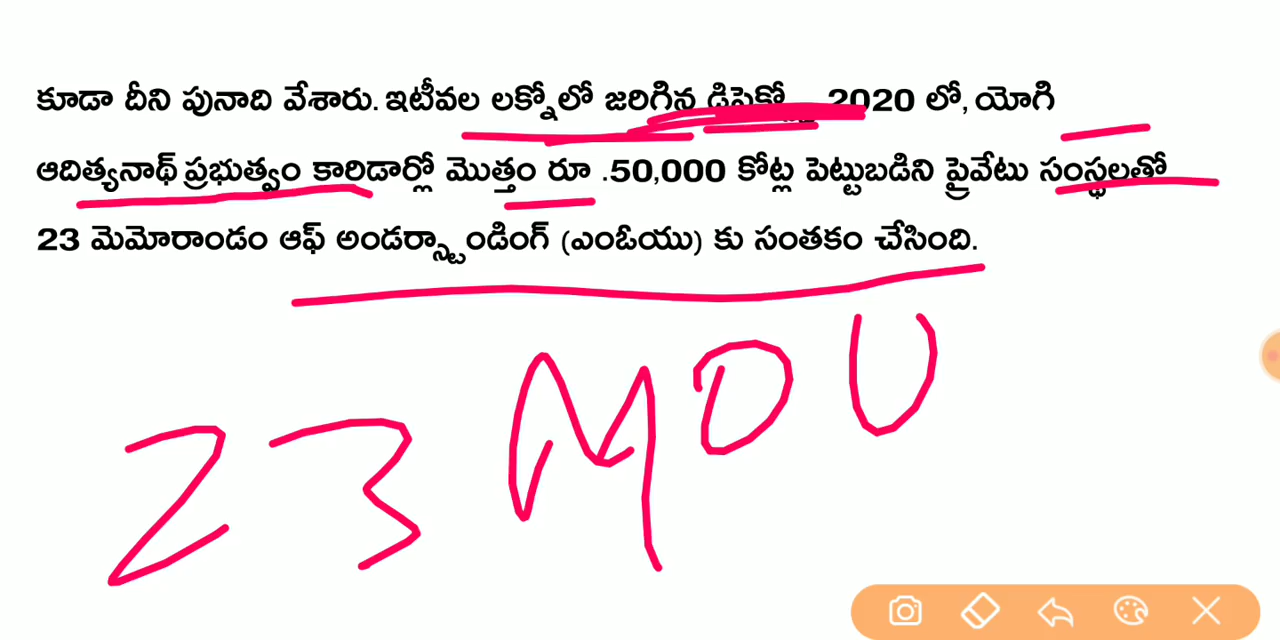 కూడా దీని పునాది వేశారు. ఇటీవల లక్నోలో జరిగిన డిఫెక్స్పో 2020 లో, యోగి
ఆదిత్యనాథ్ ప్రభుత్వం కారిడార్లో మొత్తం రూ .50,000 కోట్ల పెట్టుబడిని ప్రైవేటు సంస్థలతో
23 మెమోరాండం ఆఫ్ అండర్స్టాండింగ్ (ఎంఓయు) కు సంతకం చేసింది.
23 MOU